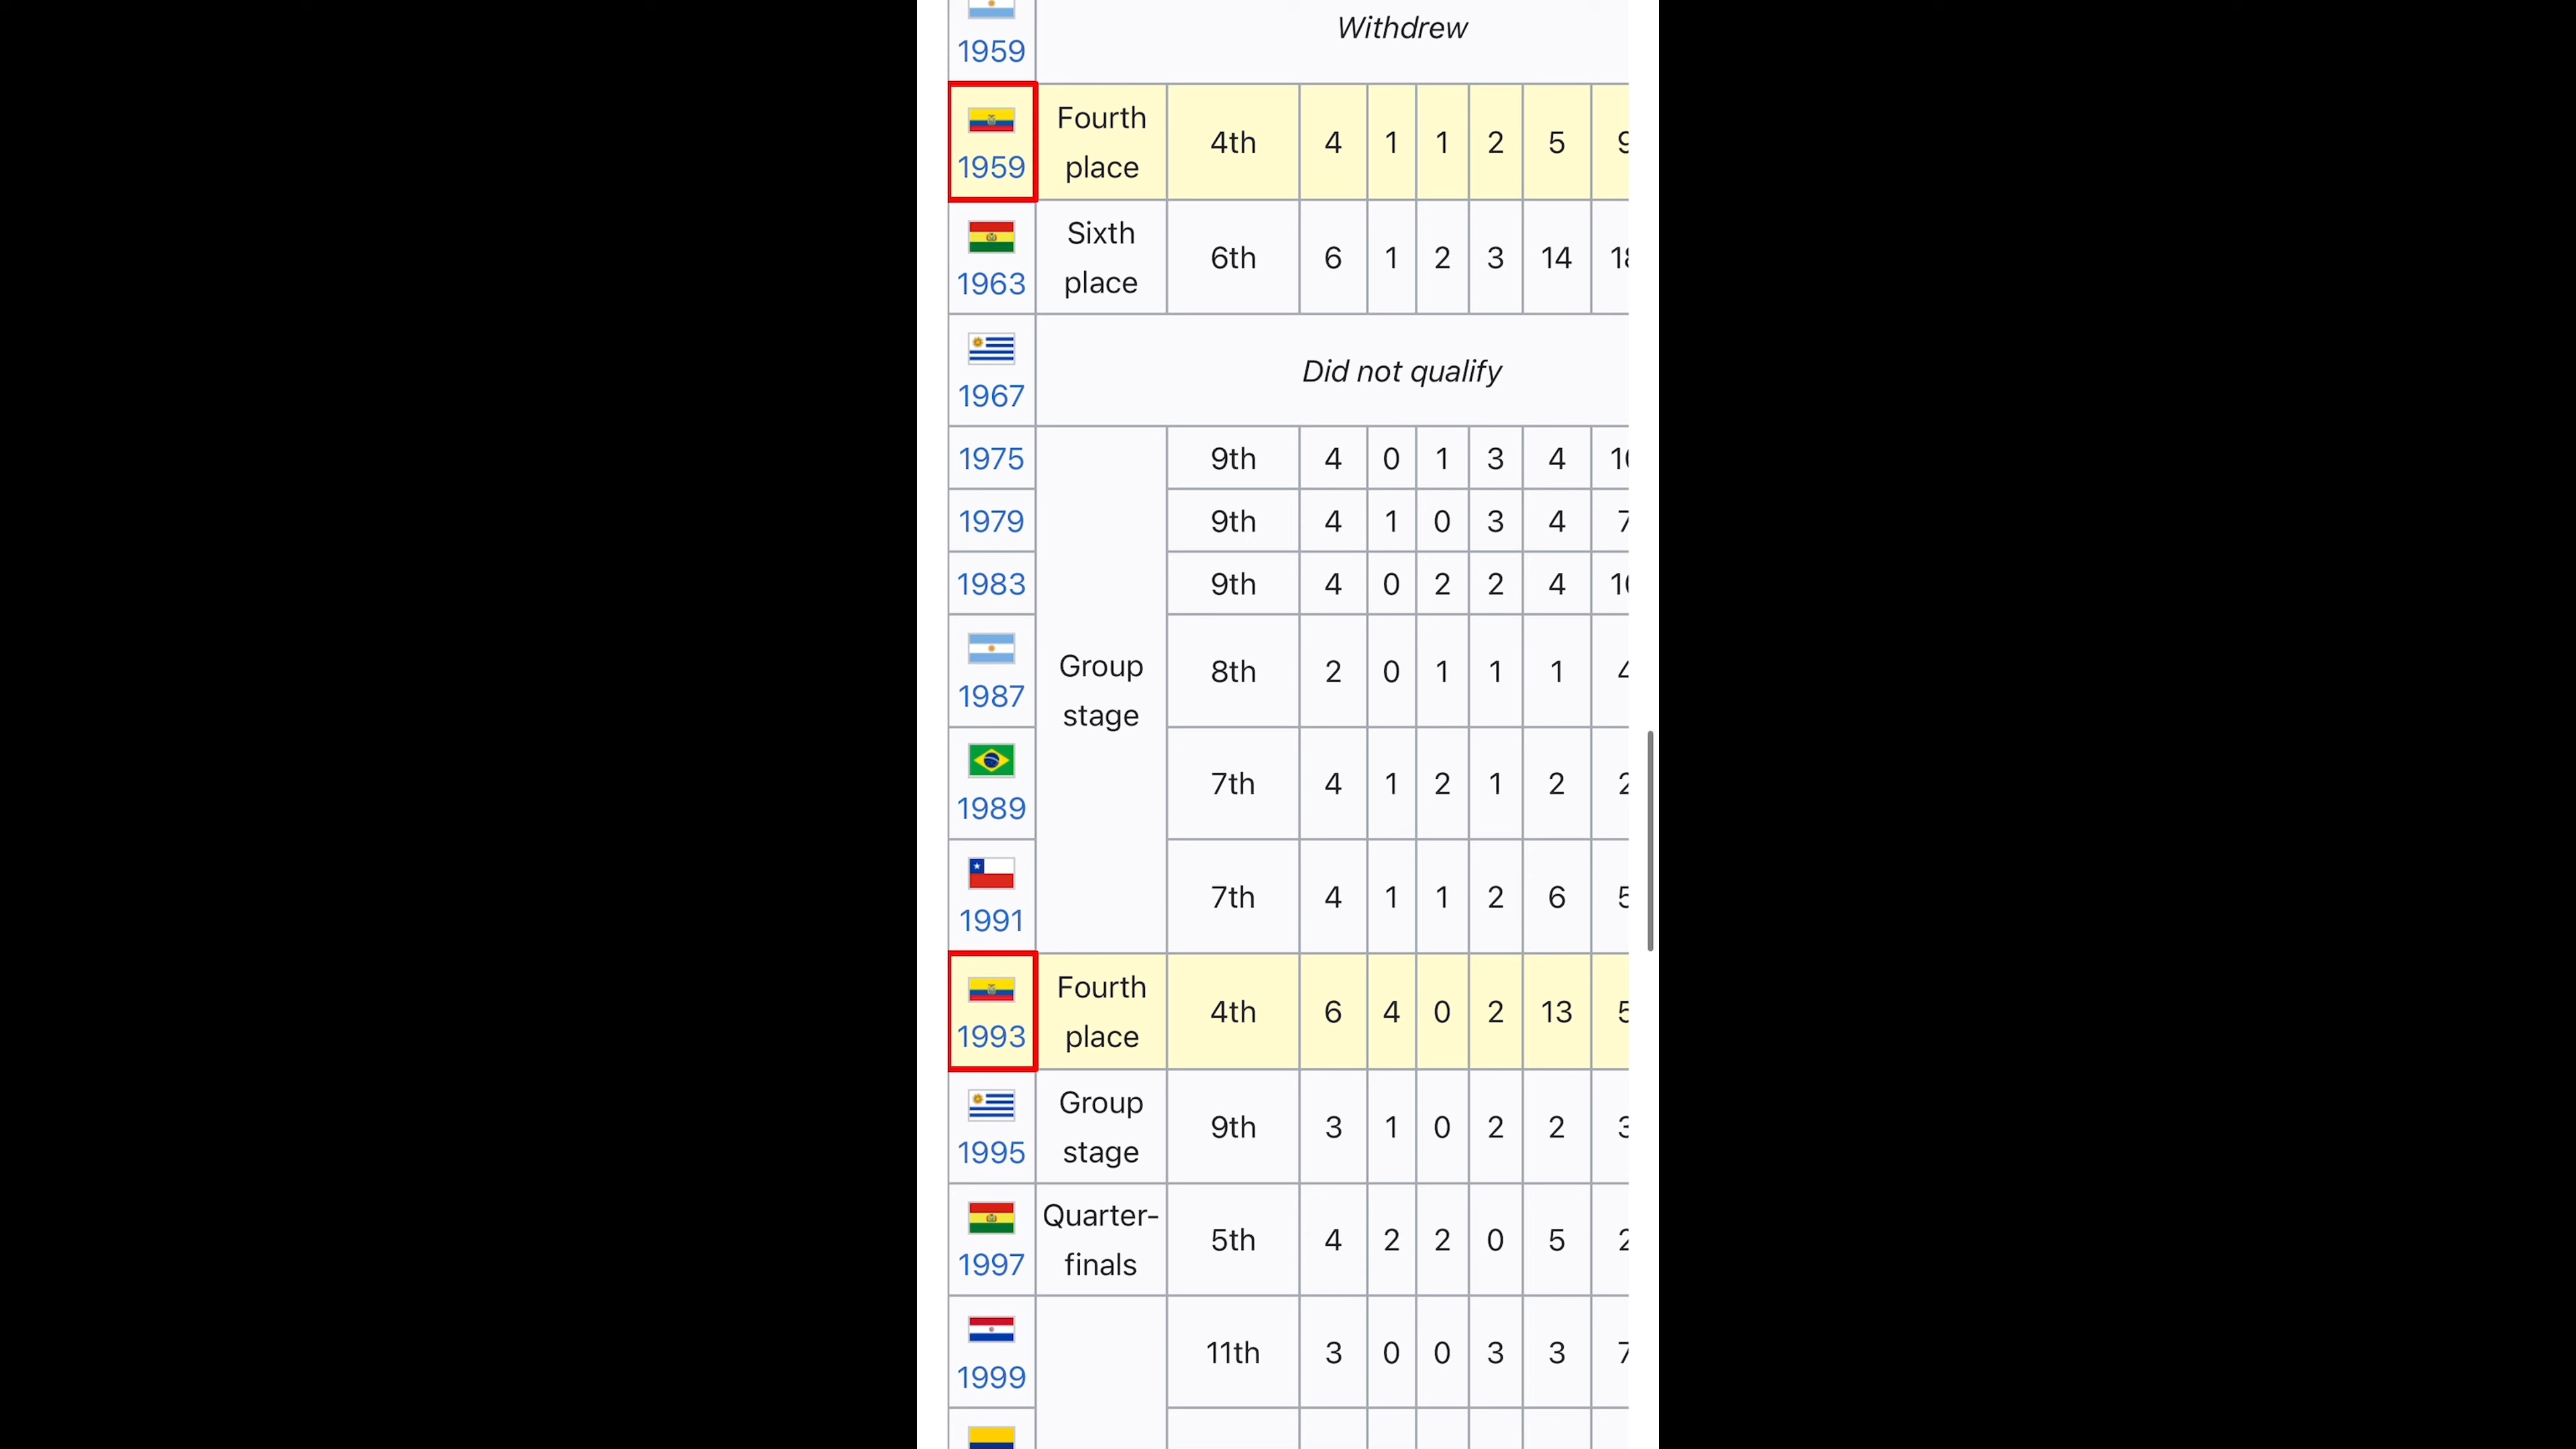 1959
Withdrew
1959
Fourth place 4th 4 1 1 2 5
1963
Sixth place 6th 6 1 2 3 14
1967
Did not qualify
1975 9th 4 0 1 3 4
1979 9th 4 1 0 3 4
1983 9th 4 0 2 2 4
Group stage
1987 8th 2 0 1 1 1
1989 7th 4 1 2 1 2
1991 7th 4 1 1 2 6
1993
Fourth place 4th 6 4 0 2 13
1995
Group stage 9th 3 1 0 2 2
1997
Quarter-finals 5th 4 2 2 0 5
1999 11th 3 0 0 3 3